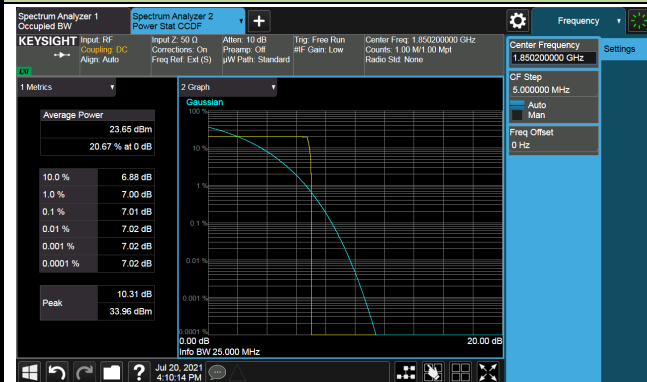 Spectrum Analyzer 1
Occupied BW
Spectrum Analyzer 2
Power Stat CCDF
+
Frequency
KEYSIGHT
Input: RF
Coupling: DC
Align: Auto
Input Z: 50 Ω
Corrections: On
Freq Ref: Ext (S)
Atten: 10 dB
Preamp: Off
µW Path: Standard
Trig: Free Run
#IF Gain: Low
Center Freq: 1.850200000 GHz
Counts: 1.00 M/1.00 Mpt
Radio Std: None
LXI
Center Frequency
1.850200000 GHz
Settings
CF Step
5.000000 MHz
Auto
Man
Freq Offset
0 Hz
1 Metrics
Average Power
23.65 dBm
20.67 % at 0 dB
10.0 % 6.88 dB
1.0 % 7.00 dB
0.1 % 7.01 dB
0.01 % 7.02 dB
0.001 % 7.02 dB
0.0001 % 7.02 dB
Peak
10.31 dB
33.96 dBm
2 Graph
Gaussian
100 %
10 %
1 %
0.1 %
0.01 %
0.001 %
0.0001 %
0.00 dB
20.00 dB
Info BW 25.000 MHz
?
Jul 20, 2021
4:10:14 PM